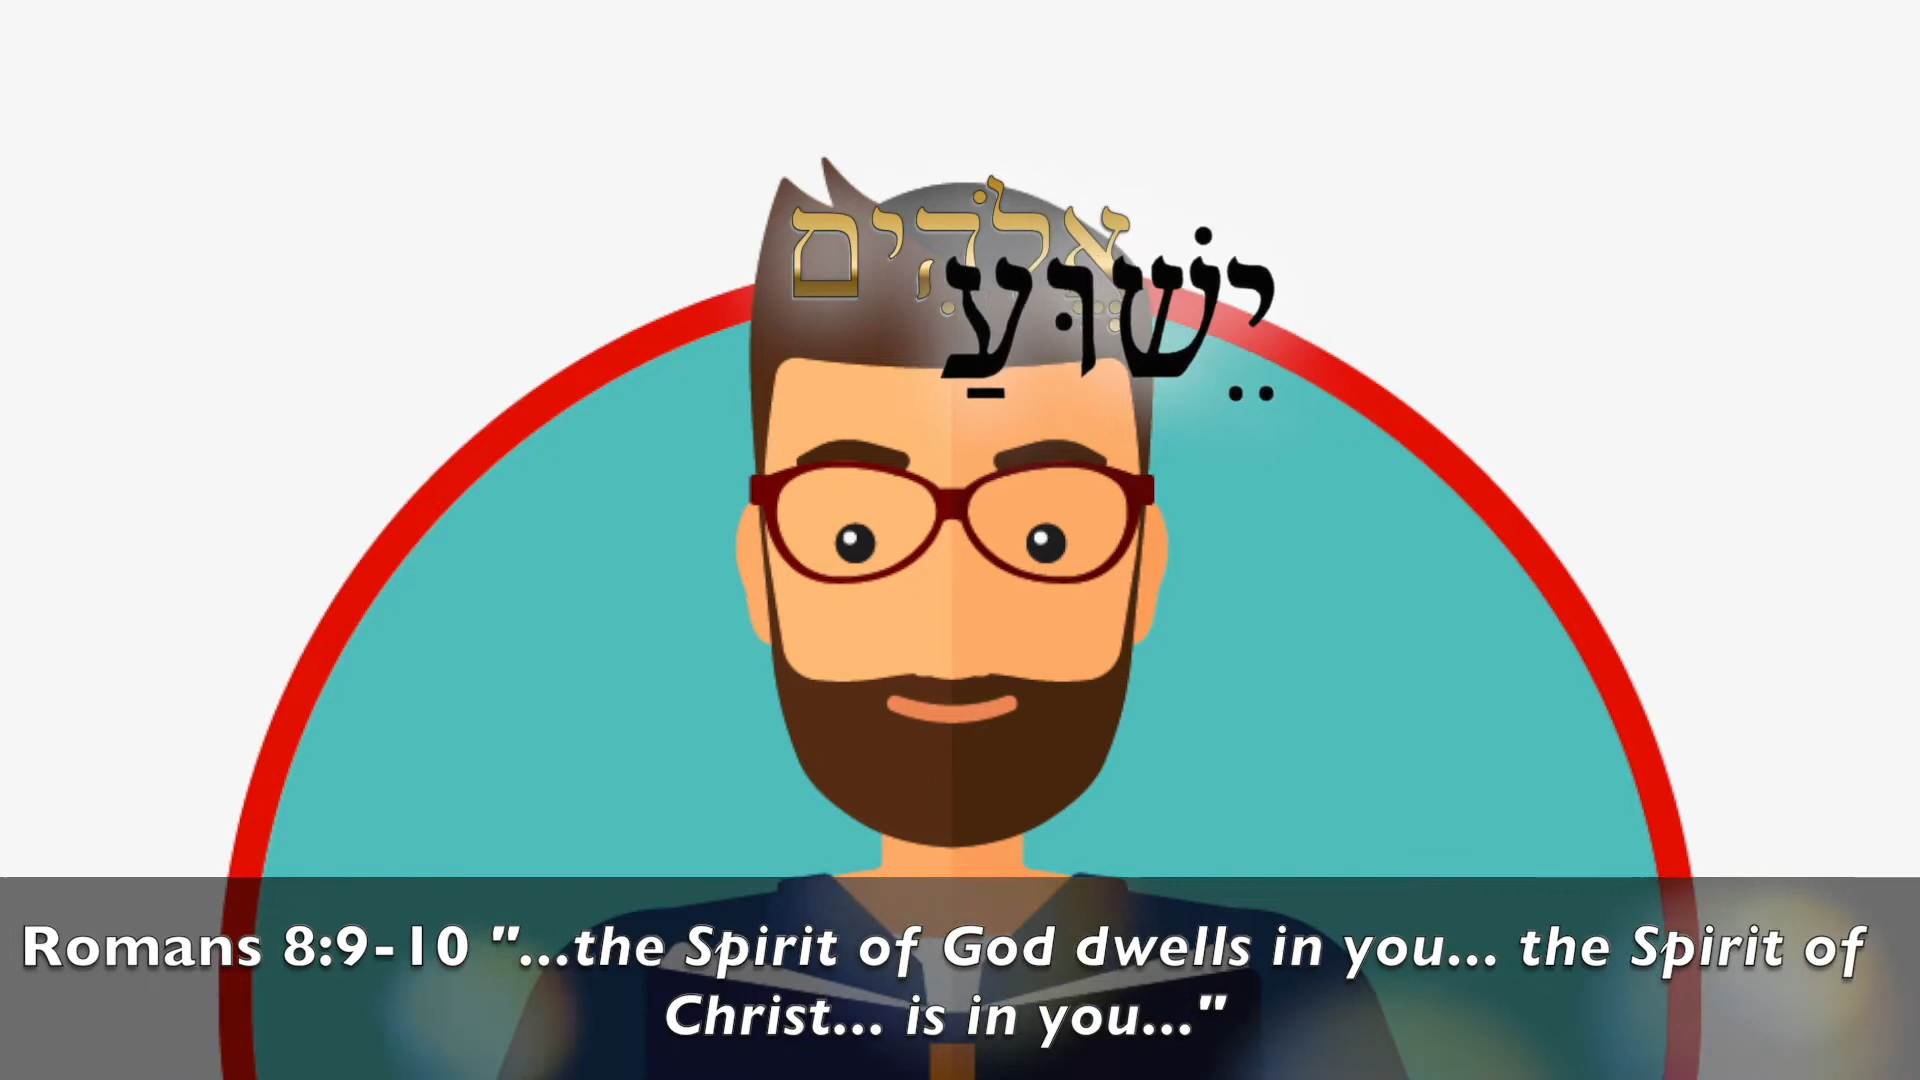 אֱלֹהִים
יֵשׁוּעַ
Romans 8:9-10 "...the Spirit of God dwells in you... the Spirit of
Christ... is in you..."